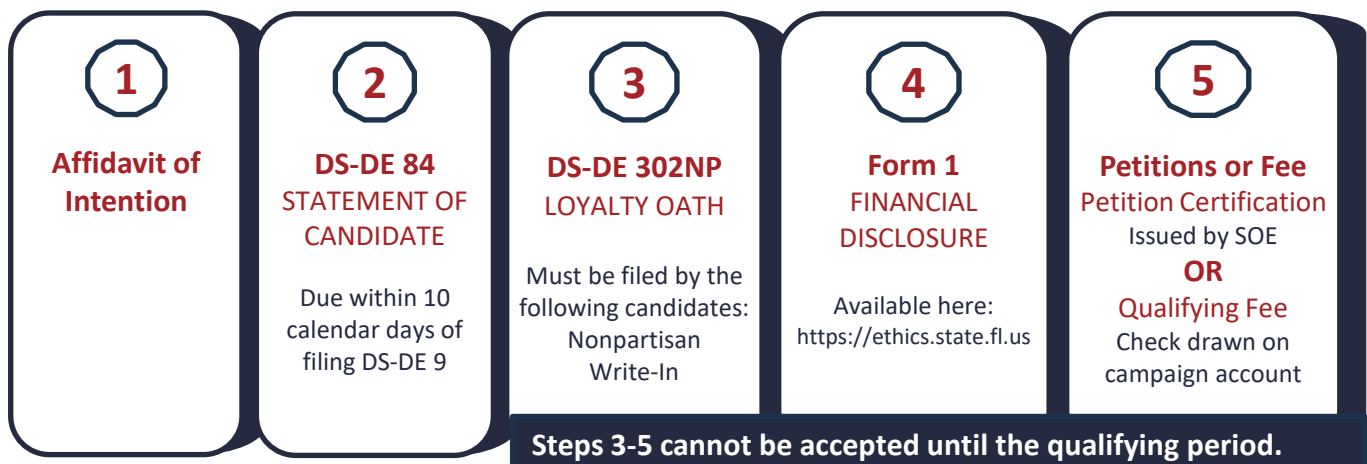 1
Affidavit of
Intention
2
DS-DE 84
STATEMENT OF
CANDIDATE
Due within 10
calendar days of
filing DS-DE 9
3
DS-DE 302NP
LOYALTY OATH
Must be filed by the
following candidates:
Nonpartisan
Write-In
4
Form 1
FINANCIAL
DISCLOSURE
Available here:
https://ethics.state.fl.us
5
Petitions or Fee
Petition Certification
Issued by SOE
OR
Qualifying Fee
Check drawn on
campaign account
Steps 3-5 cannot be accepted until the qualifying period.